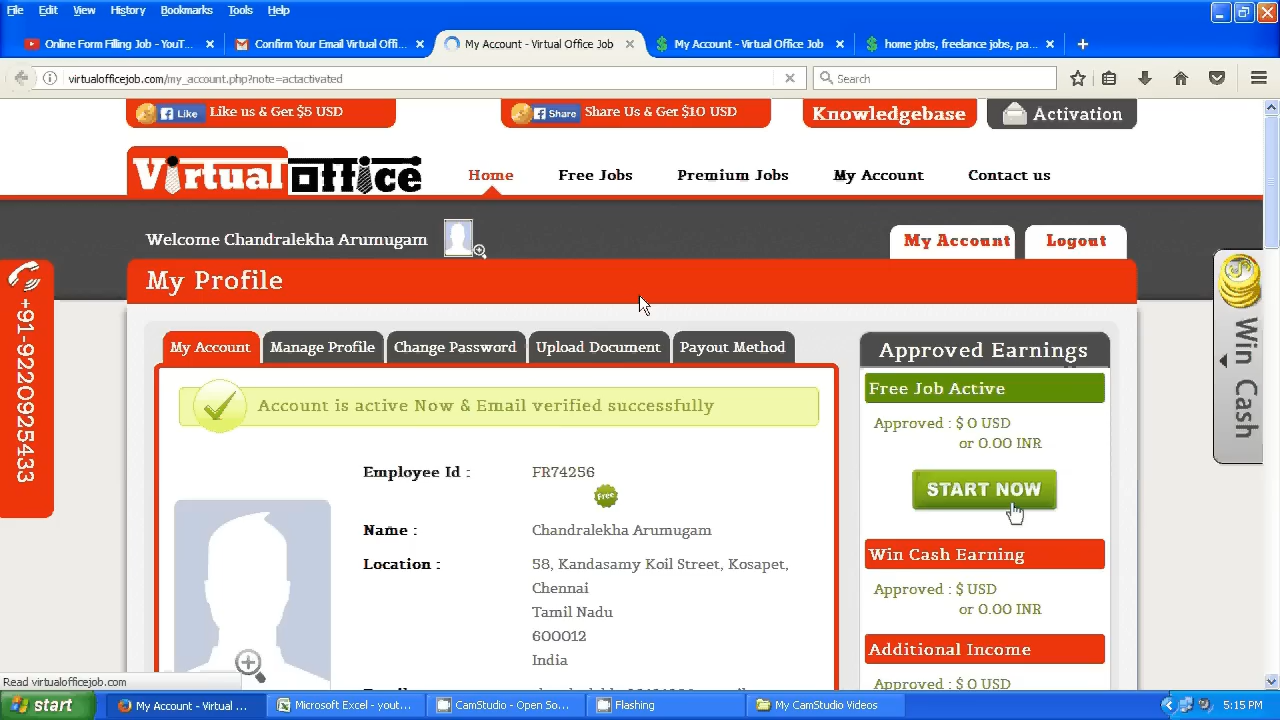 File Edit View History Bookmarks Tools Help
Online Form Filling Job - YouT...
Confirm Your Email Virtual Offi...
My Account - Virtual Office Job
My Account - Virtual Office Job
home jobs, freelance jobs, pa...
virtualofficejob.com/my_account.php?note=actactivated
Search
Like
Like us & Get $5 USD
Share
Share Us & Get $10 USD
Knowledgebase
Activation
Virtual Office
Home
Free Jobs
Premium Jobs
My Account
Contact us
Welcome Chandralekha Arumugam
My Account
Logout
+91-9220925433
My Profile
Win Cash
My Account
Manage Profile
Change Password
Upload Document
Payout Method
Approved Earnings
Account is active Now & Email verified successfully
Free Job Active
Approved : $ 0 USD
or 0.00 INR
START NOW
Employee Id :
FR74256
Free
Name :
Chandralekha Arumugam
Location :
58, Kandasamy Koil Street, Kosapet,
Chennai
Tamil Nadu
600012
India
Win Cash Earning
Approved : $ USD
or 0.00 INR
Additional Income
Approved : $ 0 USD
Read virtualofficejob.com
start
My Account - Virtual ...
Microsoft Excel - yout...
CamStudio - Open So...
Flashing
My CamStudio Videos
5:15 PM